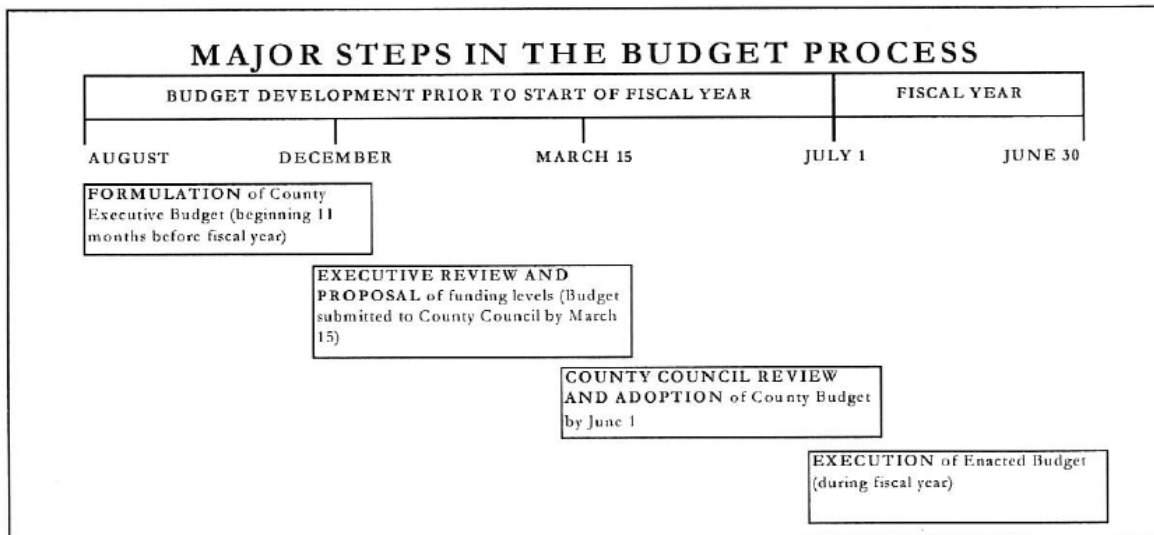 MAJOR STEPS IN THE BUDGET PROCESS
BUDGET DEVELOPMENT PRIOR TO START OF FISCAL YEAR
FISCAL YEAR
AUGUST
DECEMBER
MARCH 15
JULY 1
JUNE 30
FORMULATION of County
Executive Budget (beginning 11
months before fiscal year)
EXECUTIVE REVIEW AND
PROPOSAL of funding levels (Budget
submitted to County Council by March
15)
COUNTY COUNCIL REVIEW
AND ADOPTION of County Budget
by June 1
EXECUTION of Enacted Budget
(during fiscal year)